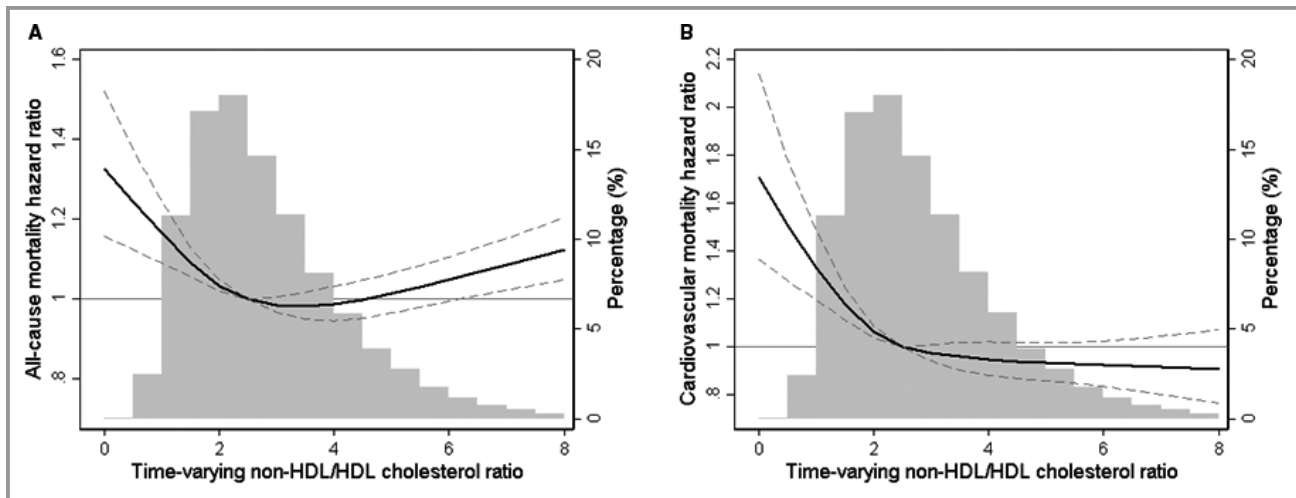 A
All-cause mortality hazard ratio
1.6
1.4
1.2
1
.8
20
15
10
5
0
Percentage (%)
0 2 4 6 8
Time-varying non-HDL/HDL cholesterol ratio
B
Cardiovascular mortality hazard ratio
2.2
2
1.8
1.6
1.4
1.2
1
.8
20
15
10
5
0
Percentage (%)
0 2 4 6 8
Time-varying non-HDL/HDL cholesterol ratio